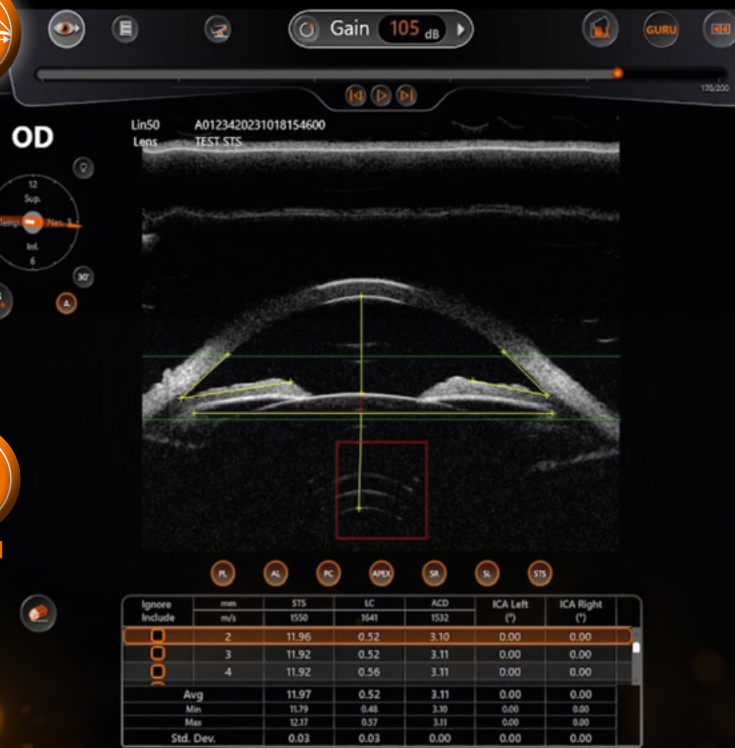 Gain 105 dB
GURU
170/200
OD
Lin50 A0123420231018154600
Lens TEST STS
12
Sup.
Temp. Nas. 3
Inf.
6
30°
A
PL AL PC APEX SR SL STS
Ignore Include mm STS LC ACD ICA Left (°) ICA Right (°)
m/s 1550 1641 1532
2 11.96 0.52 3.10 0.00 0.00
3 11.92 0.52 3.11 0.00 0.00
4 11.92 0.56 3.11 0.00 0.00
Avg 11.97 0.52 3.11 0.00 0.00
Min 11.79 0.48 3.10 0.00 0.00
Max 12.17 0.57 3.11 0.00 0.00
Std. Dev. 0.03 0.03 0.00 0.00 0.00